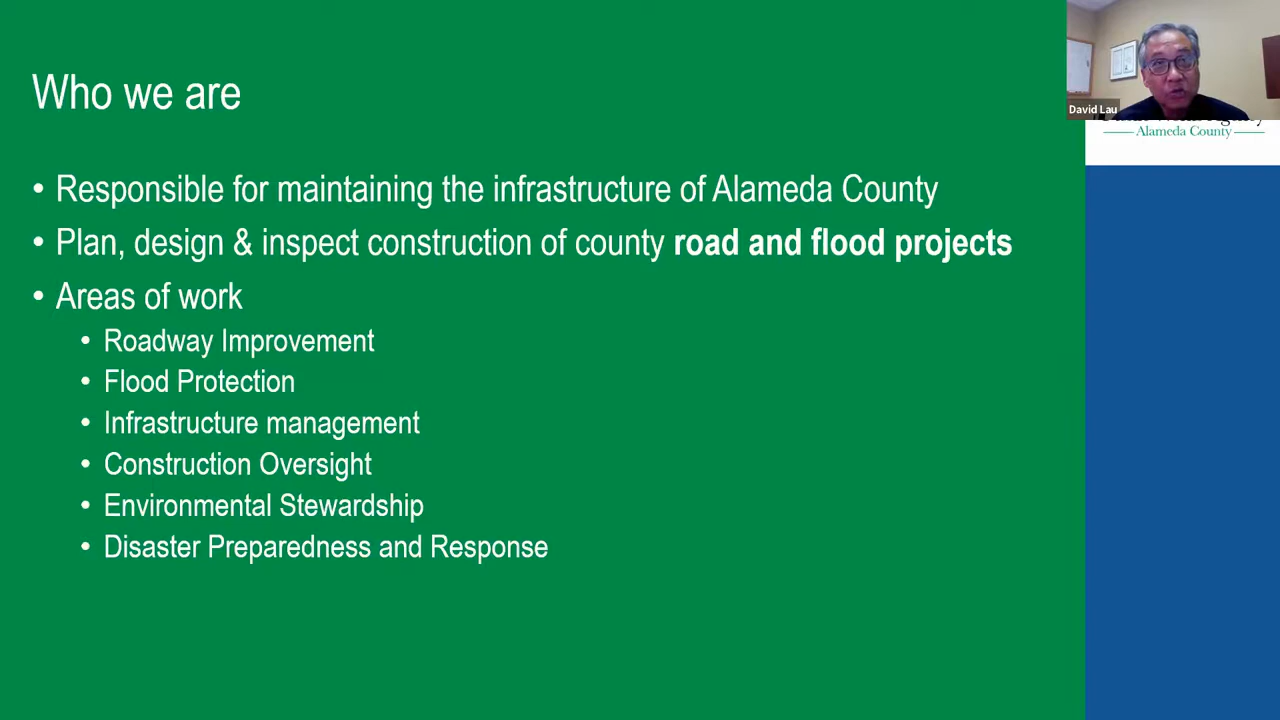 Who we are
David Lau
Alameda County
• Responsible for maintaining the infrastructure of Alameda County
• Plan, design & inspect construction of county road and flood projects
• Areas of work
• Roadway Improvement
• Flood Protection
• Infrastructure management
• Construction Oversight
• Environmental Stewardship
• Disaster Preparedness and Response